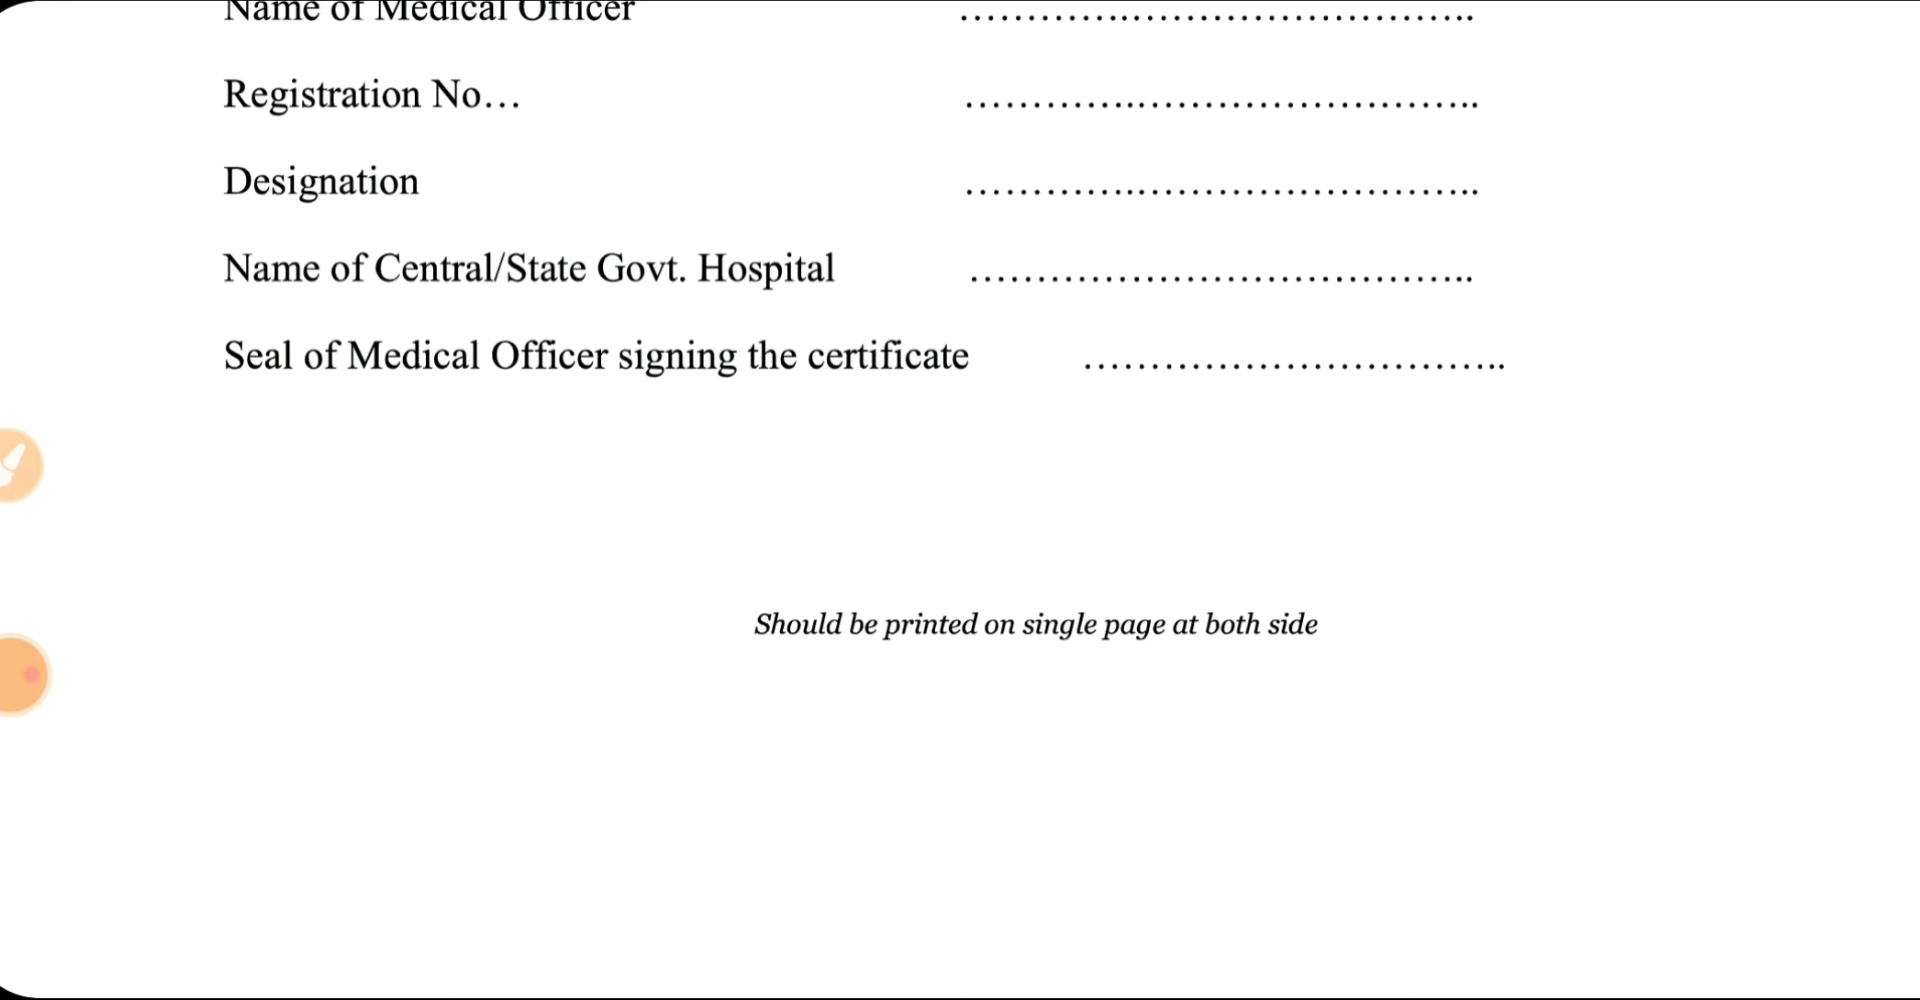 Name of Medical Officer ………….…………………….
Registration No… ………….…………………….
Designation ………….…………………….
Name of Central/State Govt. Hospital ……………………………….
Seal of Medical Officer signing the certificate ………………………….
Should be printed on single page at both side